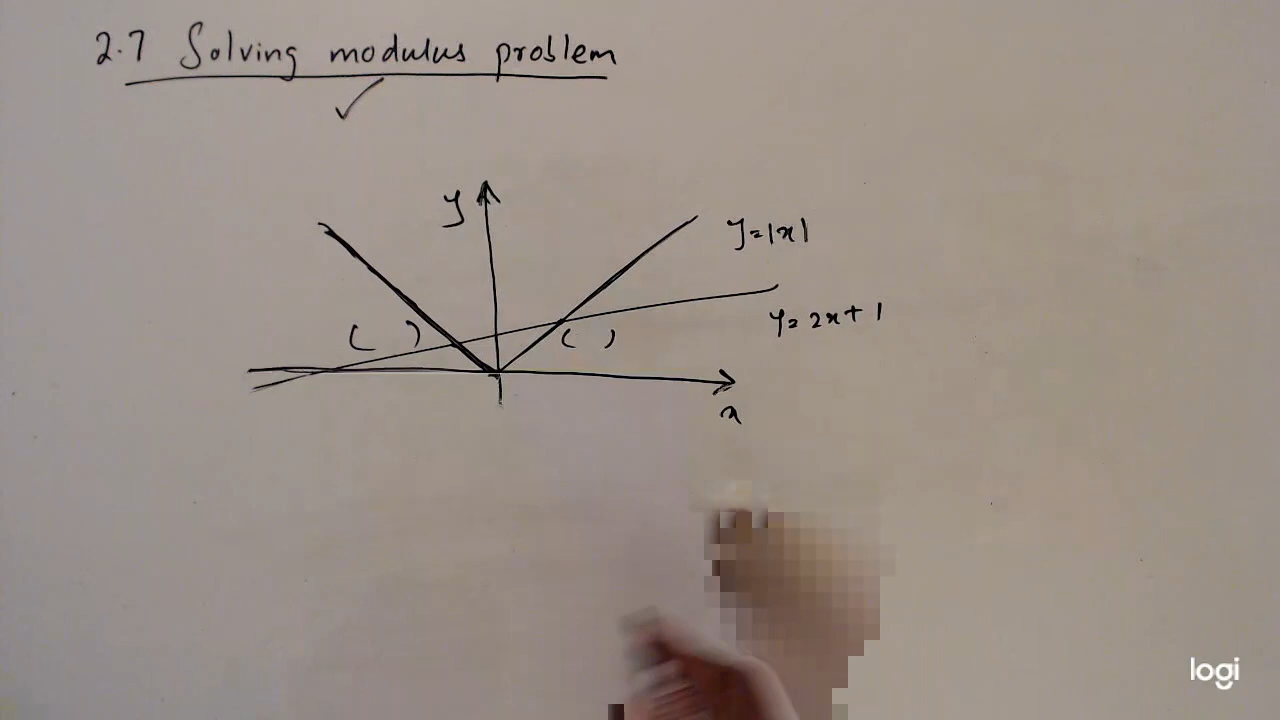 2.7 Solving modulus problem
y
y=|x|
y=2x+1
( ) ( )
x
logi